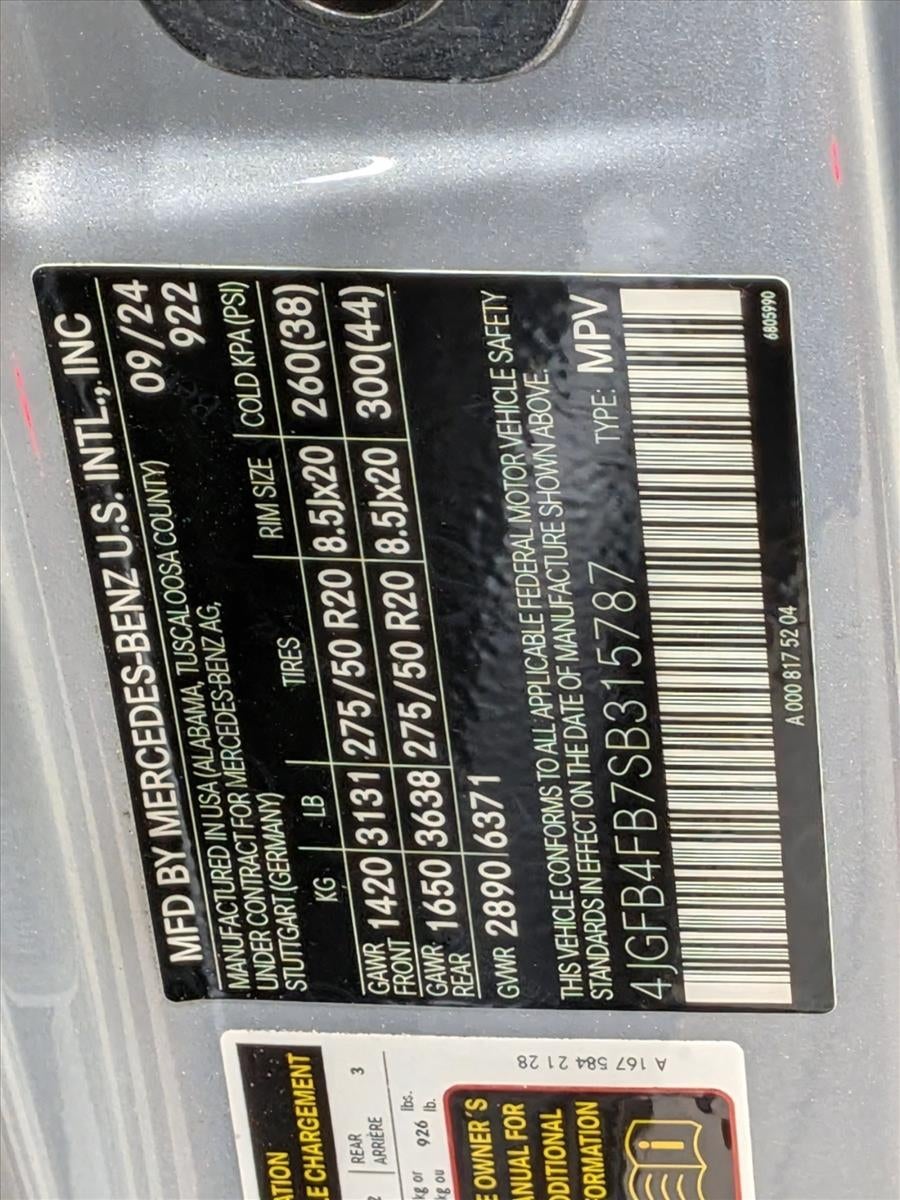 MFD BY MERCEDES-BENZ U.S. INTL., INC
MANUFACTURED IN USA (ALABAMA, TUSCALOOSA COUNTY) 09/24
UNDER CONTRACT FOR MERCEDES-BENZ AG, 922
STUTTGART (GERMANY)
KG LB TIRES RIM SIZE COLD KPA (PSI)
GAWR FRONT 1420 3131 275/50 R20 8.5Jx20 260(38)
GAWR REAR 1650 3638 275/50 R20 8.5Jx20 300(44)
GVWR 2890 6371
THIS VEHICLE CONFORMS TO ALL APPLICABLE FEDERAL MOTOR VEHICLE SAFETY
STANDARDS IN EFFECT ON THE DATE OF MANUFACTURE SHOWN ABOVE.
4JGFB4FB7SB315787 TYPE: MPV
A 000 817 52 04 6805990
CHARGEMENT
REAR 3
ARRIÈRE
kg or 926 lbs.
kg ou lb.
OWNER'S
FOR
A 167 584 21 28